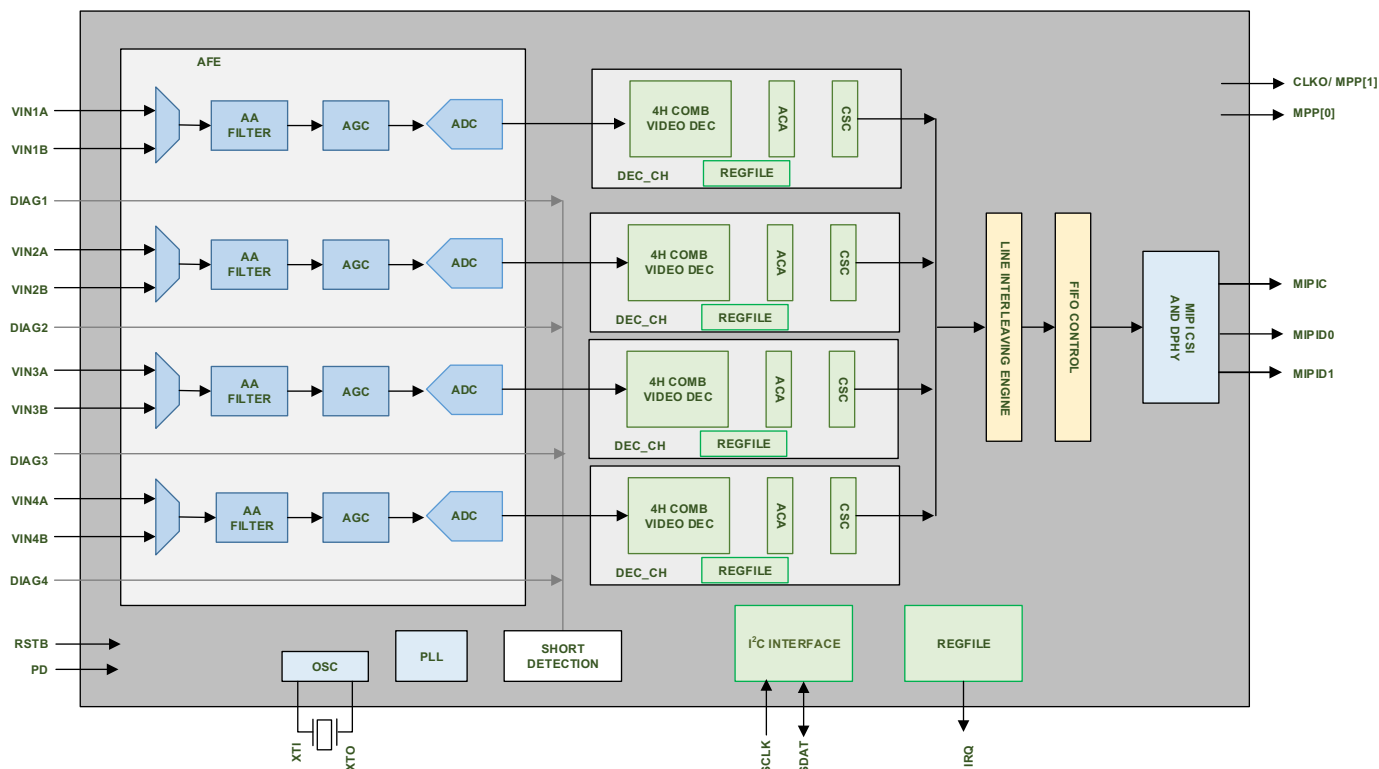 AFE
CLKO/ MPP[1]
MPP[0]
VIN1A
VIN1B
AA
FILTER
AGC
ADC
4H COMB
VIDEO DEC
ACA
CSC
REGFILE
DEC_CH
DIAG1
VIN2A
VIN2B
AA
FILTER
AGC
ADC
4H COMB
VIDEO DEC
ACA
CSC
REGFILE
DEC_CH
DIAG2
VIN3A
VIN3B
AA
FILTER
AGC
ADC
4H COMB
VIDEO DEC
ACA
CSC
REGFILE
DEC_CH
DIAG3
VIN4A
VIN4B
AA
FILTER
AGC
ADC
4H COMB
VIDEO DEC
ACA
CSC
REGFILE
DEC_CH
DIAG4
LINE INTERLEAVING ENGINE
FIFO CONTROL
MIPI CSI
AND DPHY
MIPIC
MIPID0
MIPID1
RSTB
PD
OSC
PLL
SHORT
DETECTION
I²C INTERFACE
REGFILE
XTI
XTO
IRQ